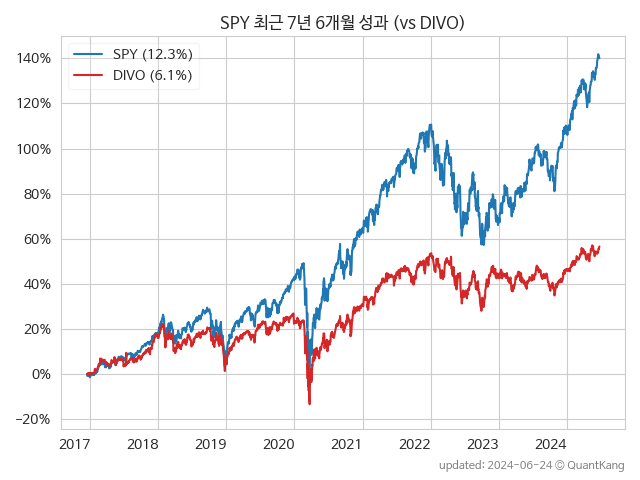 SPY 최근 7년 6개월 성과 (vs DIVO)
SPY (12.3%)
DIVO (6.1%)
140%
120%
100%
80%
60%
40%
20%
0%
−20%
2017 2018 2019 2020 2021 2022 2023 2024
updated: 2024-06-24 © QuantKang